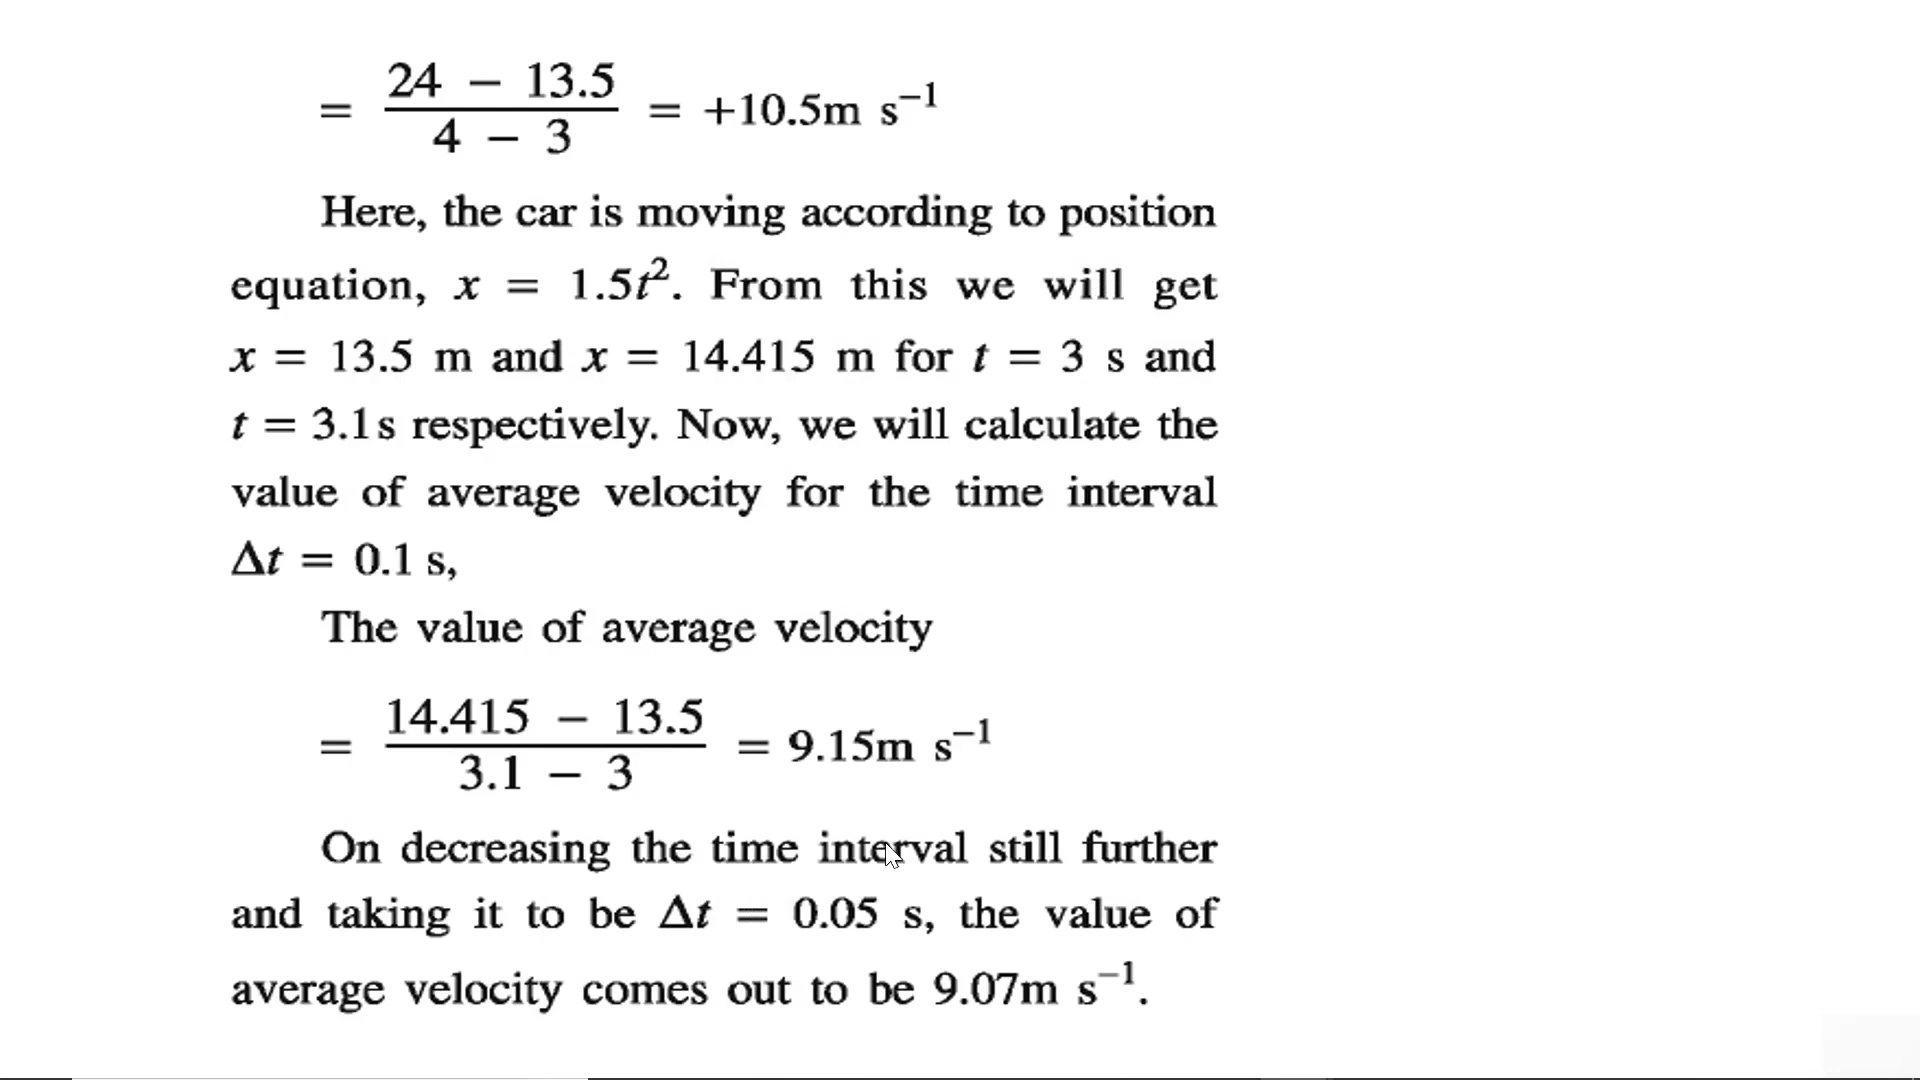 = \frac{24 − 13.5}{4 − 3} = +10.5m s⁻¹
Here, the car is moving according to position
equation, x = 1.5t². From this we will get
x = 13.5 m and x = 14.415 m for t = 3 s and
t = 3.1s respectively. Now, we will calculate the
value of average velocity for the time interval
Δt = 0.1 s,
The value of average velocity
= \frac{14.415 − 13.5}{3.1 − 3} = 9.15m s⁻¹
On decreasing the time interval still further
and taking it to be Δt = 0.05 s, the value of
average velocity comes out to be 9.07m s⁻¹.